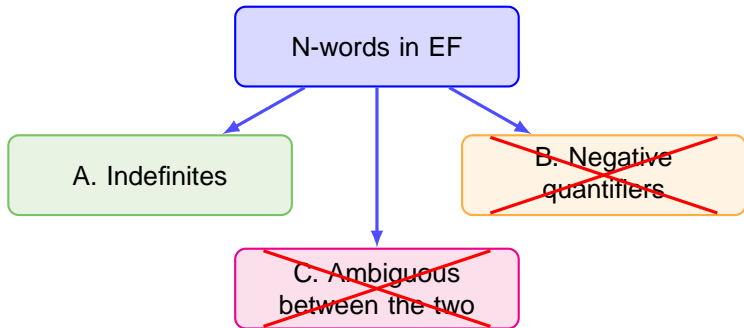 N-words in EF
A. Indefinites
B. Negative
quantifiers
C. Ambiguous
between the two